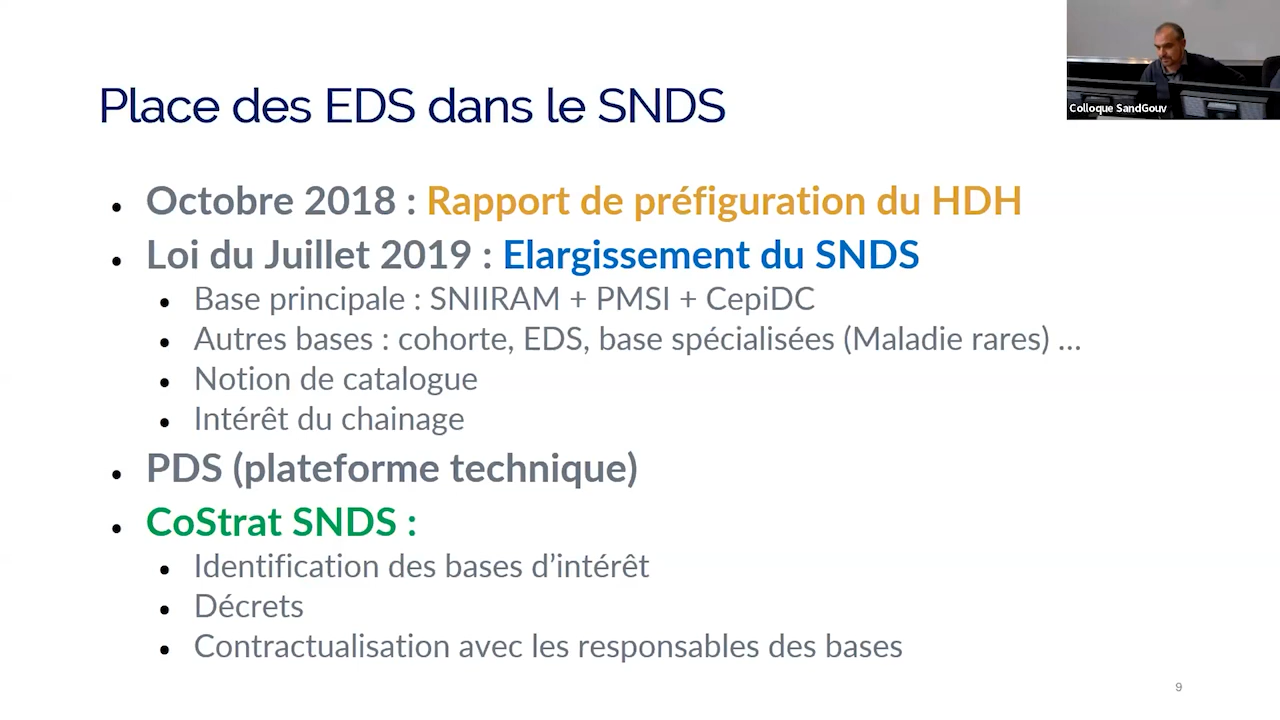 Place des EDS dans le SNDS
Colloque SandGouv
• Octobre 2018 : Rapport de préfiguration du HDH
• Loi du Juillet 2019 : Elargissement du SNDS
• Base principale : SNIIRAM + PMSI + CepiDC
• Autres bases : cohorte, EDS, base spécialisées (Maladie rares) ...
• Notion de catalogue
• Intérêt du chainage
• PDS (plateforme technique)
• CoStrat SNDS :
• Identification des bases d’intérêt
• Décrets
• Contractualisation avec les responsables des bases
9